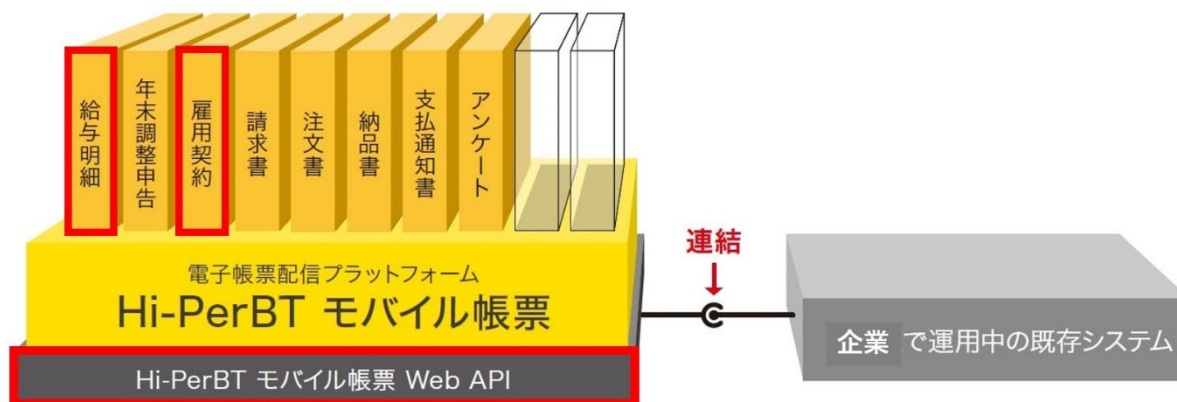 給与明細
年末調整申告
雇用契約
請求書
注文書
納品書
支払通知書
アンケート
電子帳票配信プラットフォーム
Hi-PerBT モバイル帳票
Hi-PerBT モバイル帳票 Web API
連結
企業 で運用中の既存システム